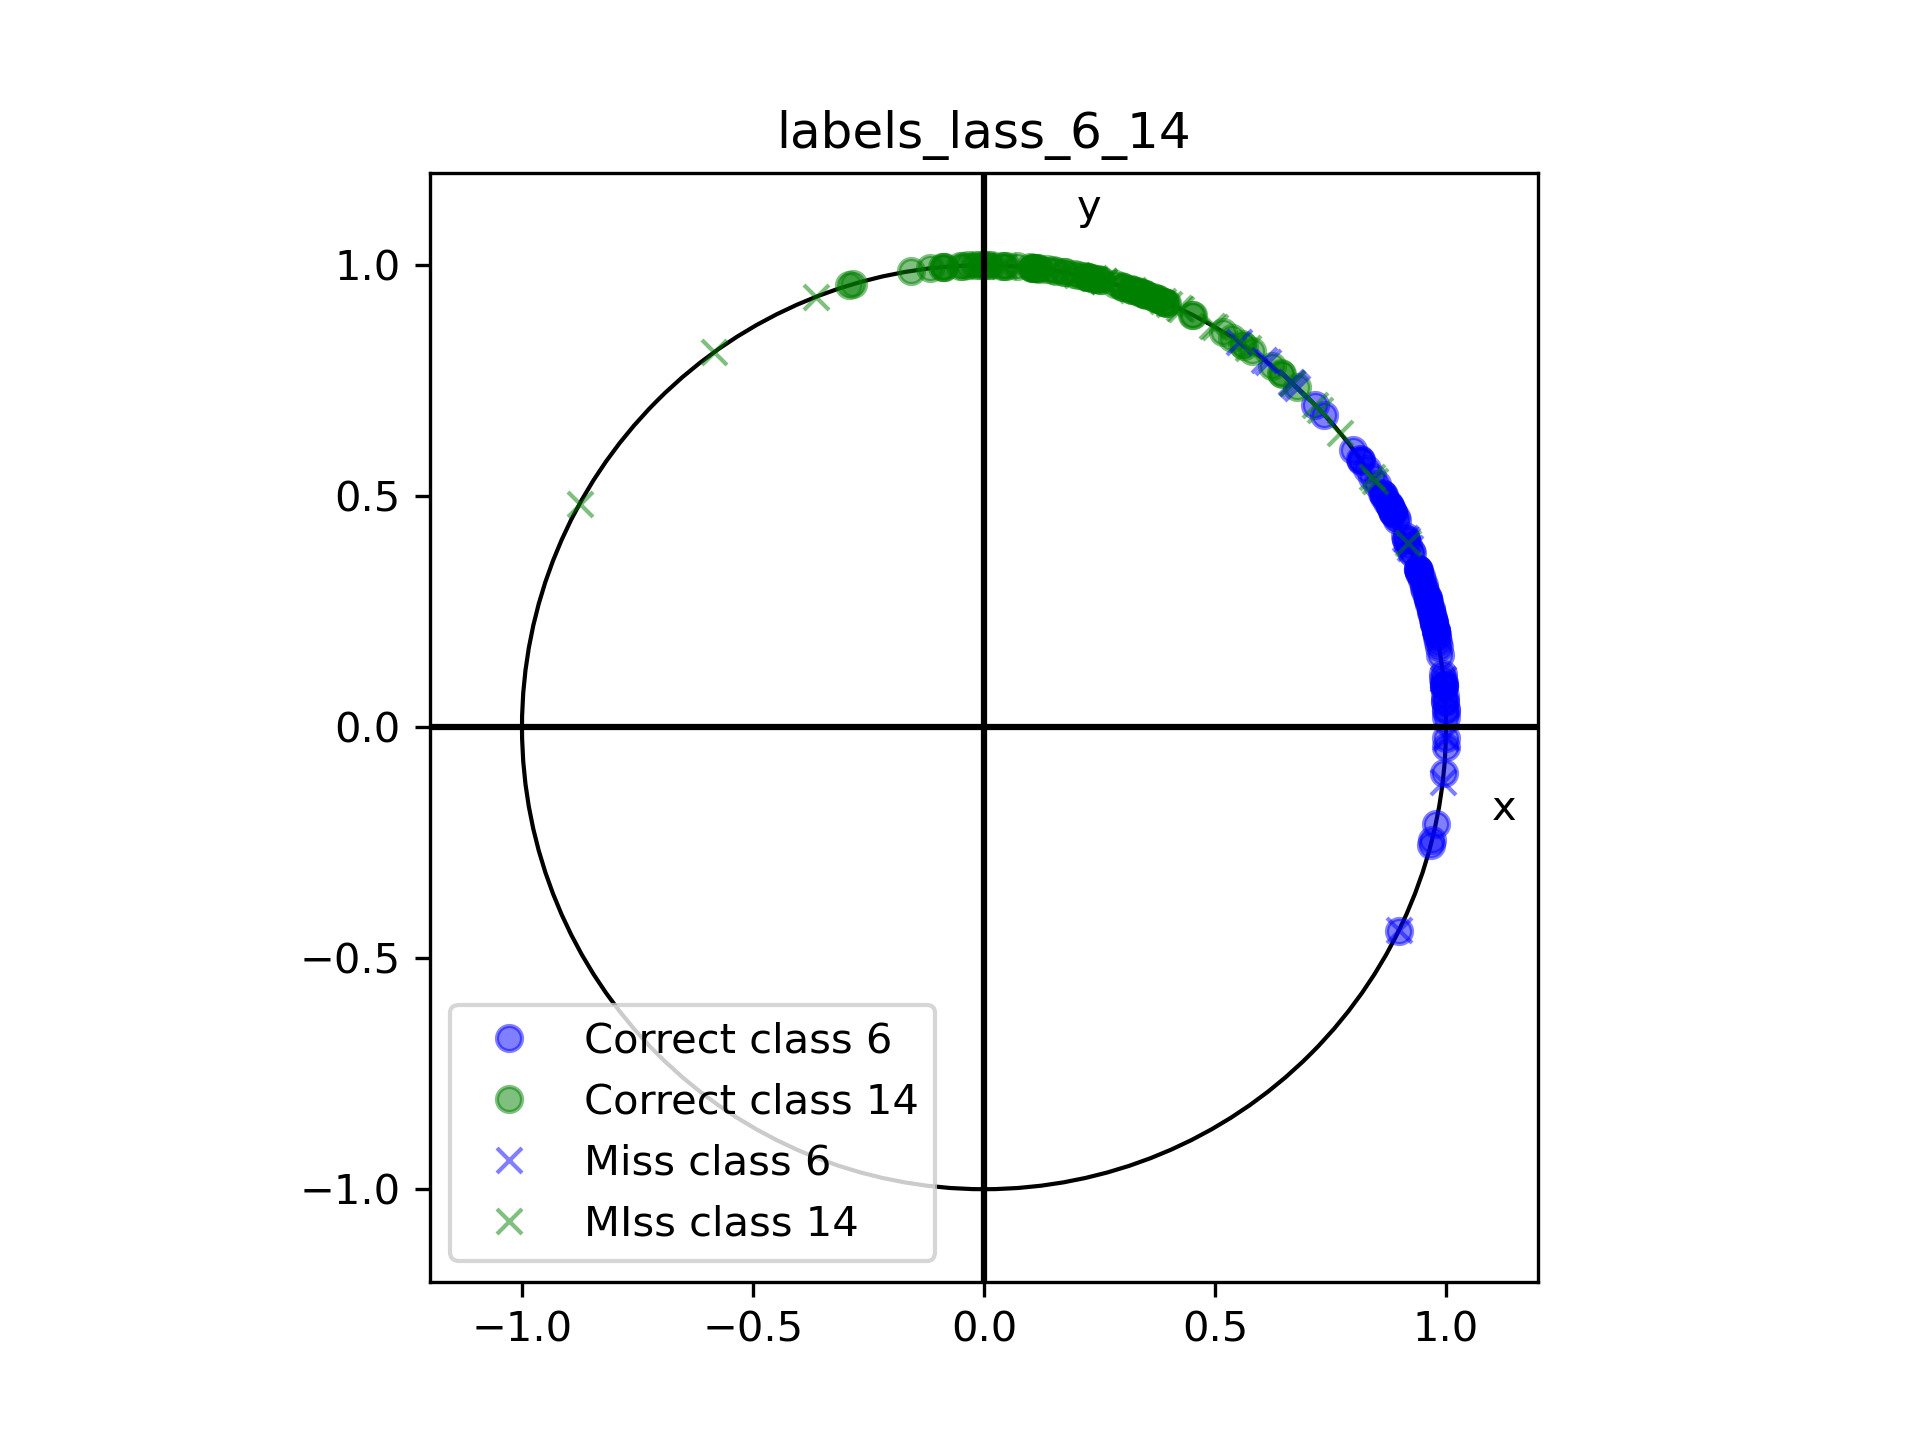 labels_lass_6_14
y
1.0
0.5
0.0
x
−0.5
−1.0
Correct class 6
Correct class 14
Miss class 6
MIss class 14
−1.0 −0.5 0.0 0.5 1.0